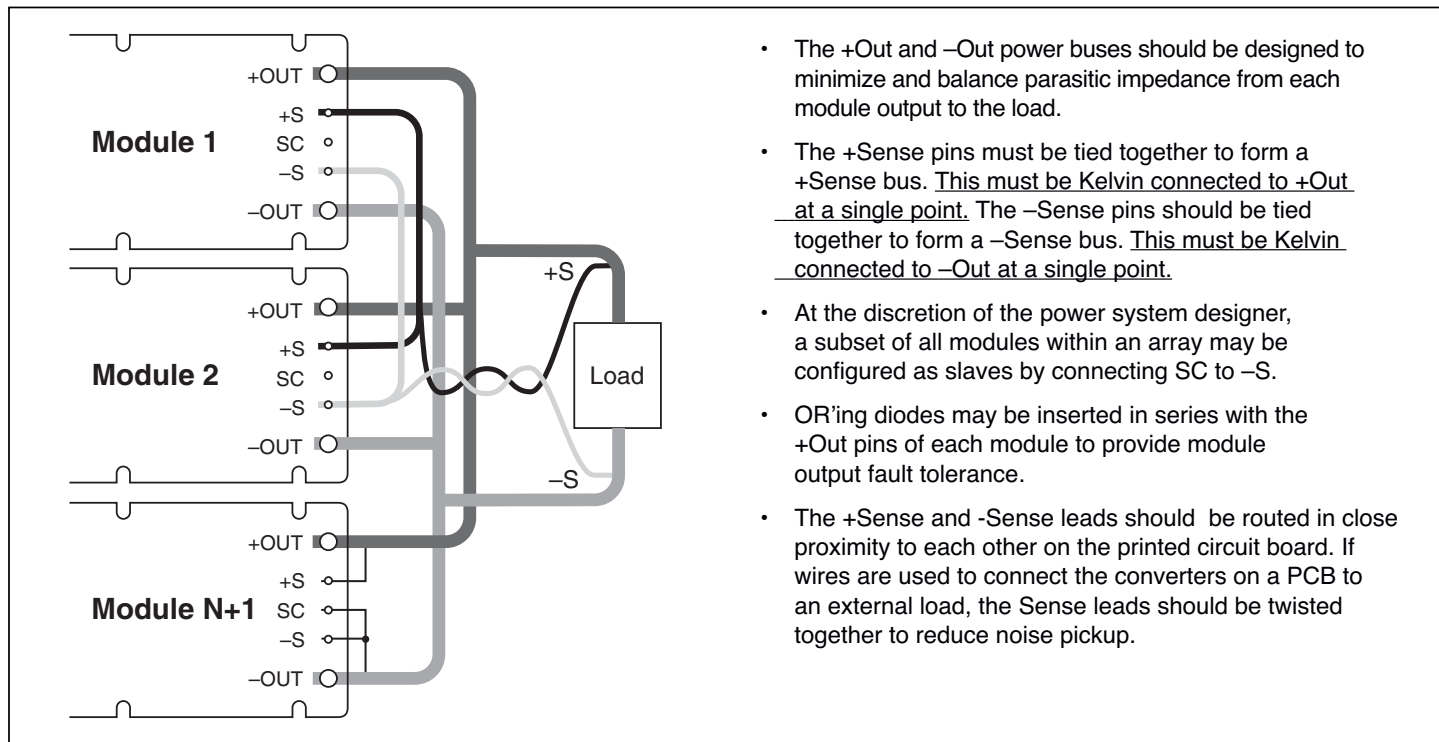 +OUT
+S
Module 1
SC
–S
–OUT
+OUT
+S
Module 2
SC
–S
–OUT
+OUT
+S
Module N+1
SC
–S
–OUT
+S
Load
–S
• The +Out and –Out power buses should be designed to
minimize and balance parasitic impedance from each
module output to the load.
• The +Sense pins must be tied together to form a
+Sense bus. This must be Kelvin connected to +Out
at a single point. The –Sense pins should be tied
together to form a –Sense bus. This must be Kelvin
connected to –Out at a single point.
• At the discretion of the power system designer,
a subset of all modules within an array may be
configured as slaves by connecting SC to –S.
• OR’ing diodes may be inserted in series with the
+Out pins of each module to provide module
output fault tolerance.
• The +Sense and -Sense leads should be routed in close
proximity to each other on the printed circuit board. If
wires are used to connect the converters on a PCB to
an external load, the Sense leads should be twisted
together to reduce noise pickup.